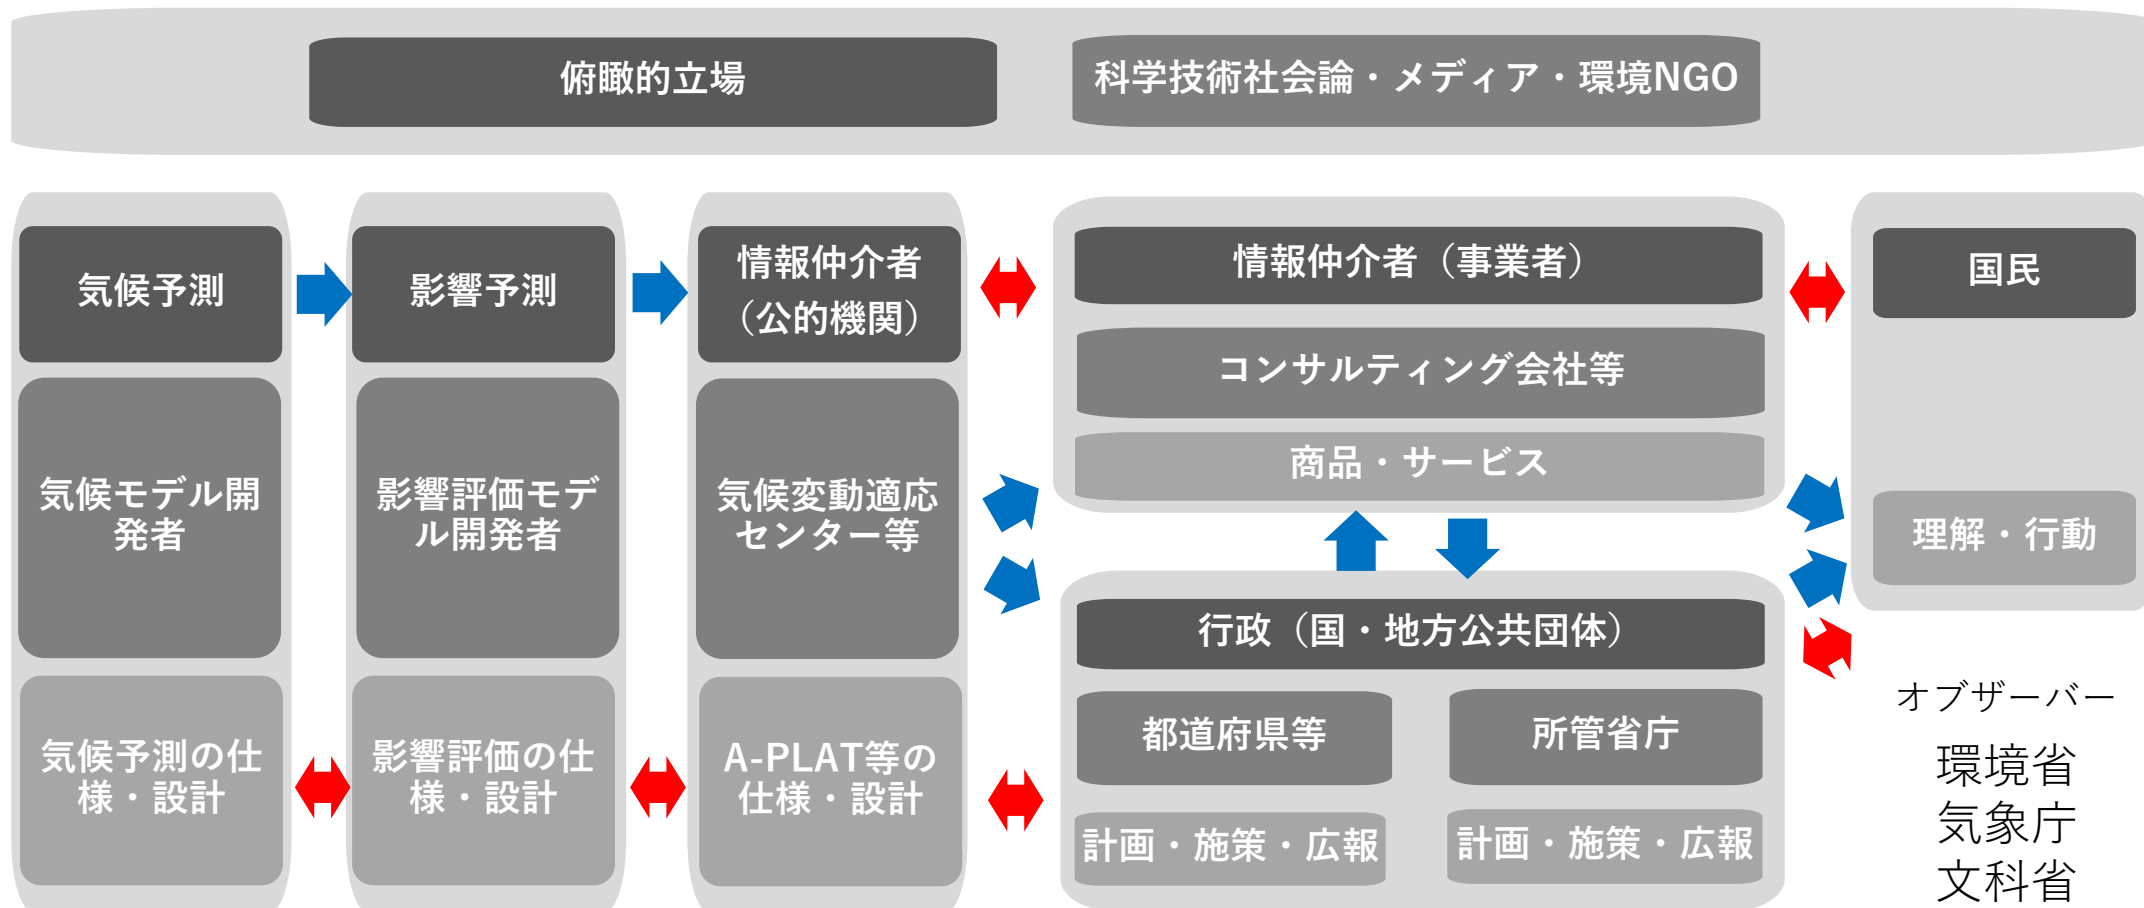 俯瞰的立場
科学技術社会論・メディア・環境NGO
気候予測
気候モデル開
発者
気候予測の仕
様・設計
影響予測
影響評価モデ
ル開発者
影響評価の仕
様・設計
情報仲介者
（公的機関）
気候変動適応
センター等
A-PLAT等の
仕様・設計
情報仲介者（事業者）
コンサルティング会社等
商品・サービス
行政（国・地方公共団体）
都道府県等
所管省庁
計画・施策・広報
計画・施策・広報
国民
理解・行動
オブザーバー
環境省
気象庁
文科省